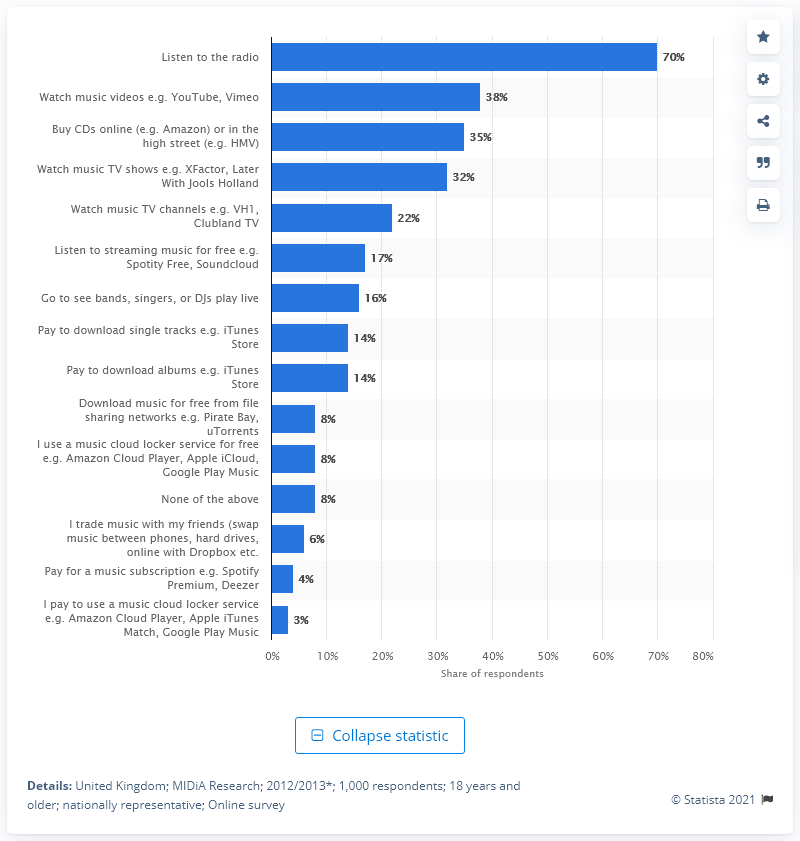 Listen to the radio
70%
Watch music videos e.g. YouTube, Vimeo
38%
Buy CDs online (e.g. Amazon) or in the
high street (e.g. HMV)
35%
Watch music TV shows e.g. XFactor, Later
With Jools Holland
32%
Watch music TV channels e.g. VH1,
Clubland TV
22%
Listen to streaming music for free e.g.
Spotity Free, Soundcloud
17%
Go to see bands, singers, or DJs play live
16%
Pay to download single tracks e.g. iTunes
Store
14%
Pay to download albums e.g. iTunes
Store
14%
Download music for free from file
sharing networks e.g. Pirate Bay,
uTorrents
8%
I use a music cloud locker service for free
e.g. Amazon Cloud Player, Apple iCloud,
Google Play Music
8%
None of the above
8%
I trade music with my friends (swap
music between phones, hard drives,
online with Dropbox etc.
6%
Pay for a music subscription e.g. Spotify
Premium, Deezer
4%
I pay to use a music cloud locker service
e.g. Amazon Cloud Player, Apple iTunes
Match, Google Play Music
3%
0% 10% 20% 30% 40% 50% 60% 70% 80%
Share of respondents
Collapse statistic
Details: United Kingdom; MIDiA Research; 2012/2013*; 1,000 respondents; 18 years and
older; nationally representative; Online survey
© Statista 2021